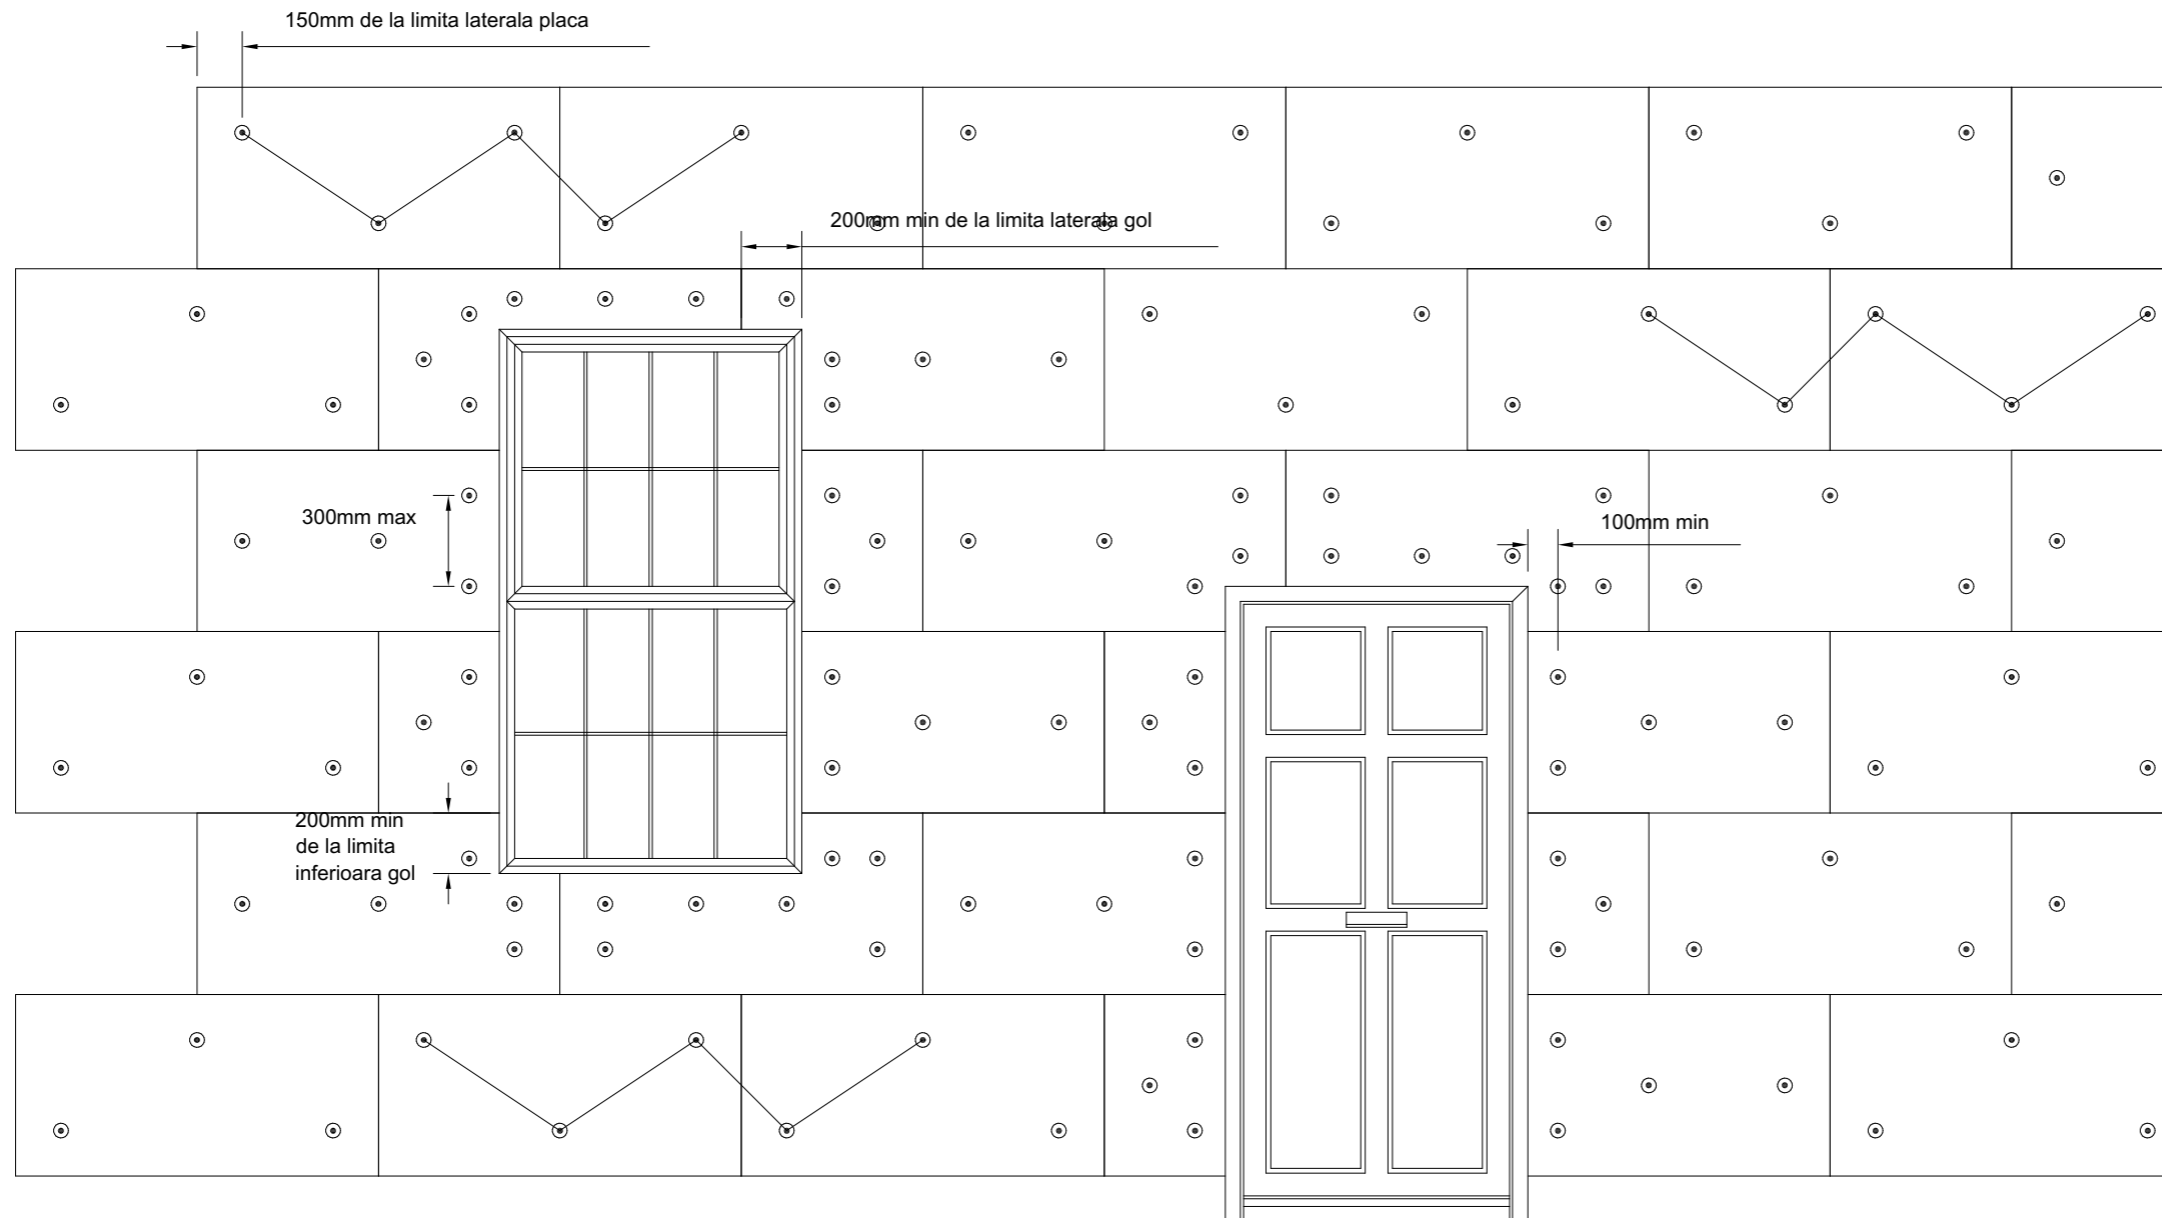 150mm de la limita laterala placa
200mm min de la limita laterala gol
300mm max
100mm min
200mm min
de la limita
inferioara gol